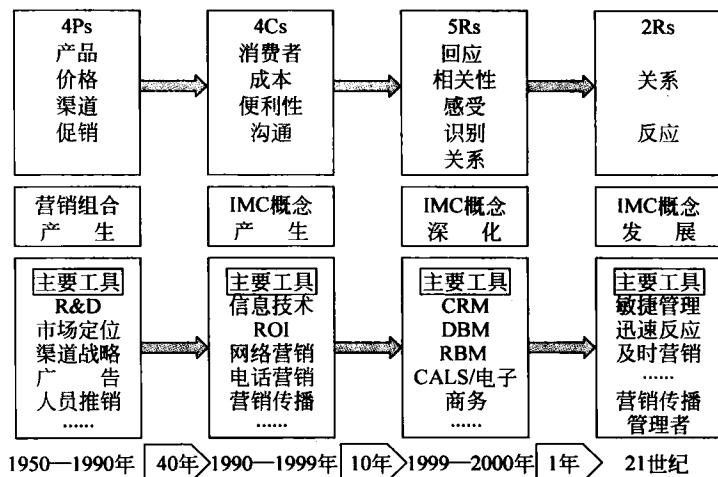 4Ps
产品
价格
渠道
促销
4Cs
消费者
成本
便利性
沟通
5Rs
回应
相关性
感受
识别
关系
2Rs
关系
反应
营销组合
产 生
IMC概念
产 生
IMC概念
深 化
IMC概念
发 展
主要工具
R&D
市场定位
渠道战略
广 告
人员推销
……
主要工具
信息技术
ROI
网络营销
电话营销
营销传播
……
主要工具
CRM
DBM
RBM
CALS/电子
商务
……
主要工具
敏捷管理
迅速反应
及时营销
……
营销传播
管理者
1950—1990年 40年 1990—1999年 10年 1999—2000年 1年 21世纪